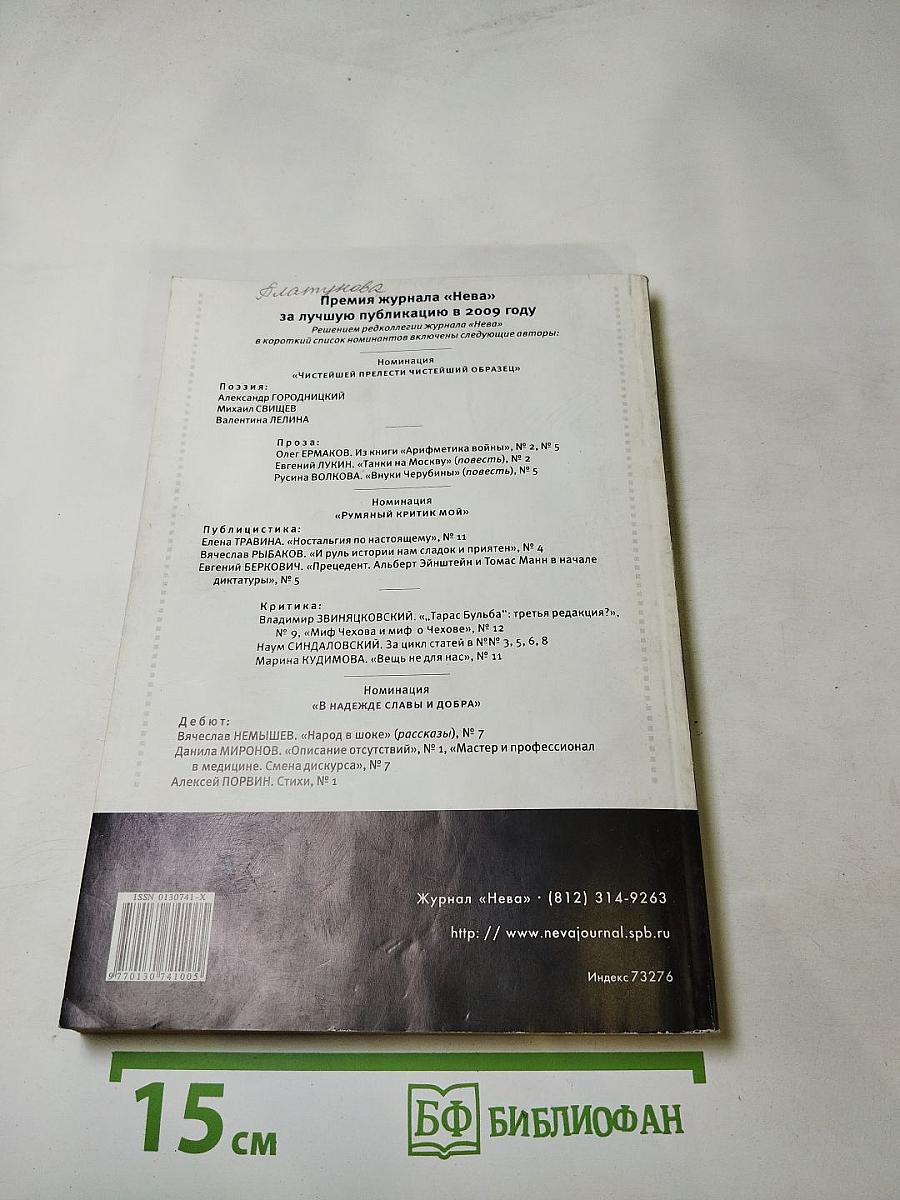 Платунова
Премия журнала «Нева»
за лучшую публикацию в 2009 году
Решением редколлегии журнала «Нева»
в короткий список номинантов включены следующие авторы:
Номинация
«ЧИСТЕЙШЕЙ ПРЕЛЕСТИ ЧИСТЕЙШИЙ ОБРАЗЕЦ»
Поэзия:
Александр ГОРОДНИЦКИЙ
Михаил СВИЩЕВ
Валентина ЛЕЛИНА
Проза:
Олег ЕРМАКОВ. Из книги «Арифметика войны», № 2, № 5
Евгений ЛУКИН. «Танки на Москву» (повесть), № 2
Русина ВОЛКОВА. «Внуки Черубины» (повесть), № 5
Номинация
«РУМЯНЫЙ КРИТИК МОЙ»
Публицистика:
Елена ТРАВИНА. «Ностальгия по настоящему», № 11
Вячеслав РЫБАКОВ. «И руль истории нам сладок и приятен», № 4
Евгений БЕРКОВИЧ. «Прецедент. Альберт Эйнштейн и Томас Манн в начале
диктатуры», № 5
Критика:
Владимир ЗВИНЯЦКОВСКИЙ. «„Тарас Бульба“: третья редакция?»,
№ 9, «Миф Чехова и миф о Чехове», № 12
Наум СИНДАЛОВСКИЙ. За цикл статей в №№ 3, 5, 6, 8
Марина КУДИМОВА. «Вещь не для нас», № 11
Номинация
«В НАДЕЖДЕ СЛАВЫ И ДОБРА»
Дебют:
Вячеслав НЕМЫШЕВ. «Народ в шоке» (рассказы), № 7
Данила МИРОНОВ. «Описание отсутствий», № 1, «Мастер и профессионал
в медицине. Смена дискурса», № 7
Алексей ПОРВИН. Стихи, № 1
ISSN 0130741-X
9 770130 741005
Журнал «Нева» · (812) 314-9263
http: // www.nevajournal.spb.ru
Индекс 73276
15 см
БФ БИБЛИОФАН